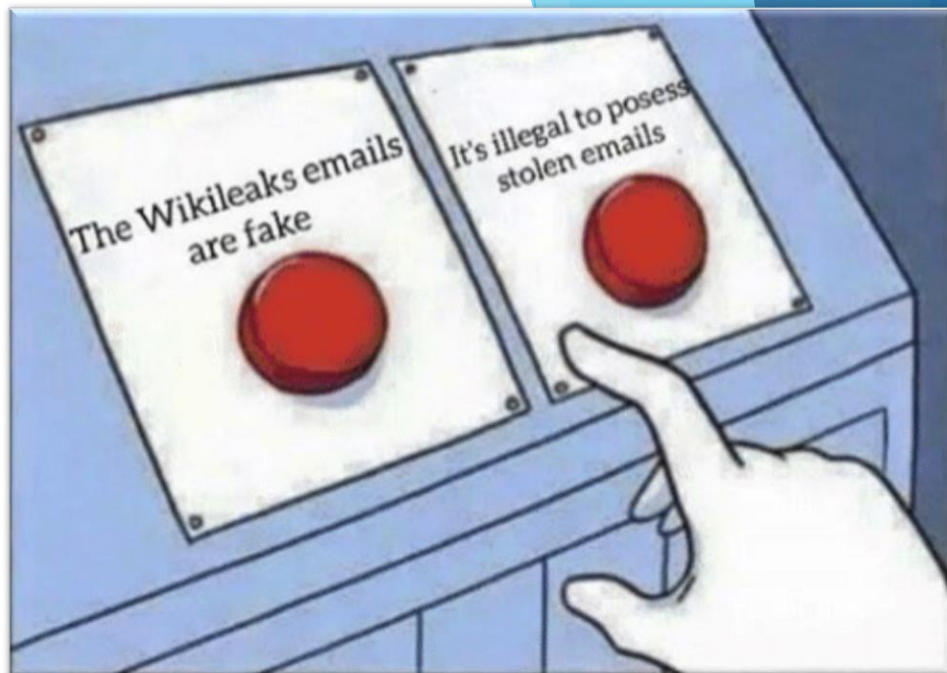 The Wikileaks emails
are fake
It's illegal to posess
stolen emails